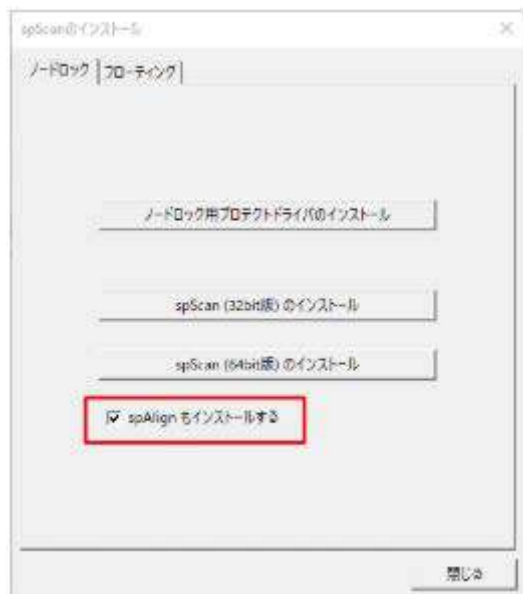 spScanのインストール
ノードロック フローティング
ノードロック用プロテクトドライバのインストール
spScan (32bit版) のインストール
spScan (64bit版) のインストール
spAlign もインストールする
閉じる